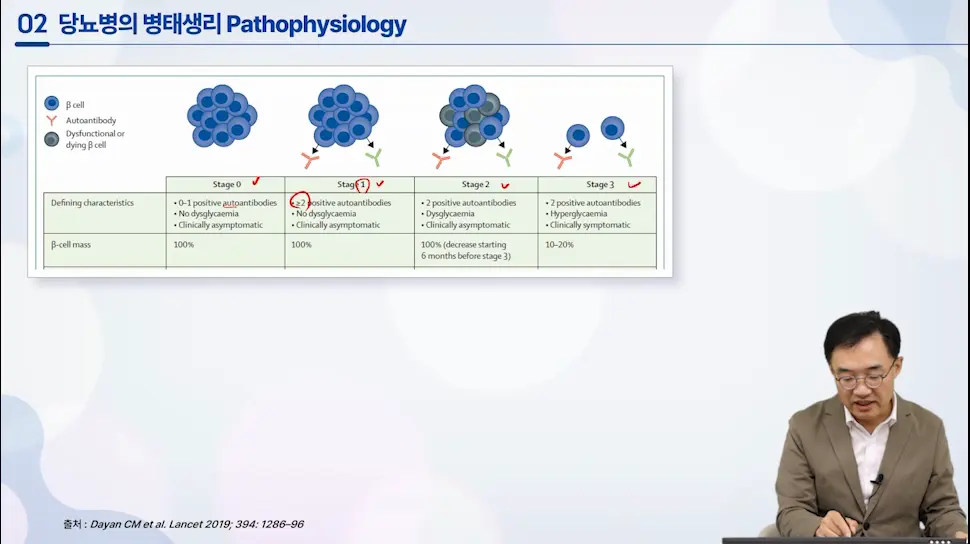 02 당뇨병의 병태생리 Pathophysiology
β cell
Autoantibody
Dysfunctional or
dying β cell
Stage 0
Stage 1
Stage 2
Stage 3
Defining characteristics
• 0–1 positive autoantibodies
• No dysglycaemia
• Clinically asymptomatic
• ≥2 positive autoantibodies
• No dysglycaemia
• Clinically asymptomatic
• 2 positive autoantibodies
• Dysglycaemia
• Clinically asymptomatic
• 2 positive autoantibodies
• Hyperglycaemia
• Clinically symptomatic
β-cell mass
100%
100%
100% (decrease starting
6 months before stage 3)
10–20%
출처 : Dayan CM et al. Lancet 2019; 394: 1286–96